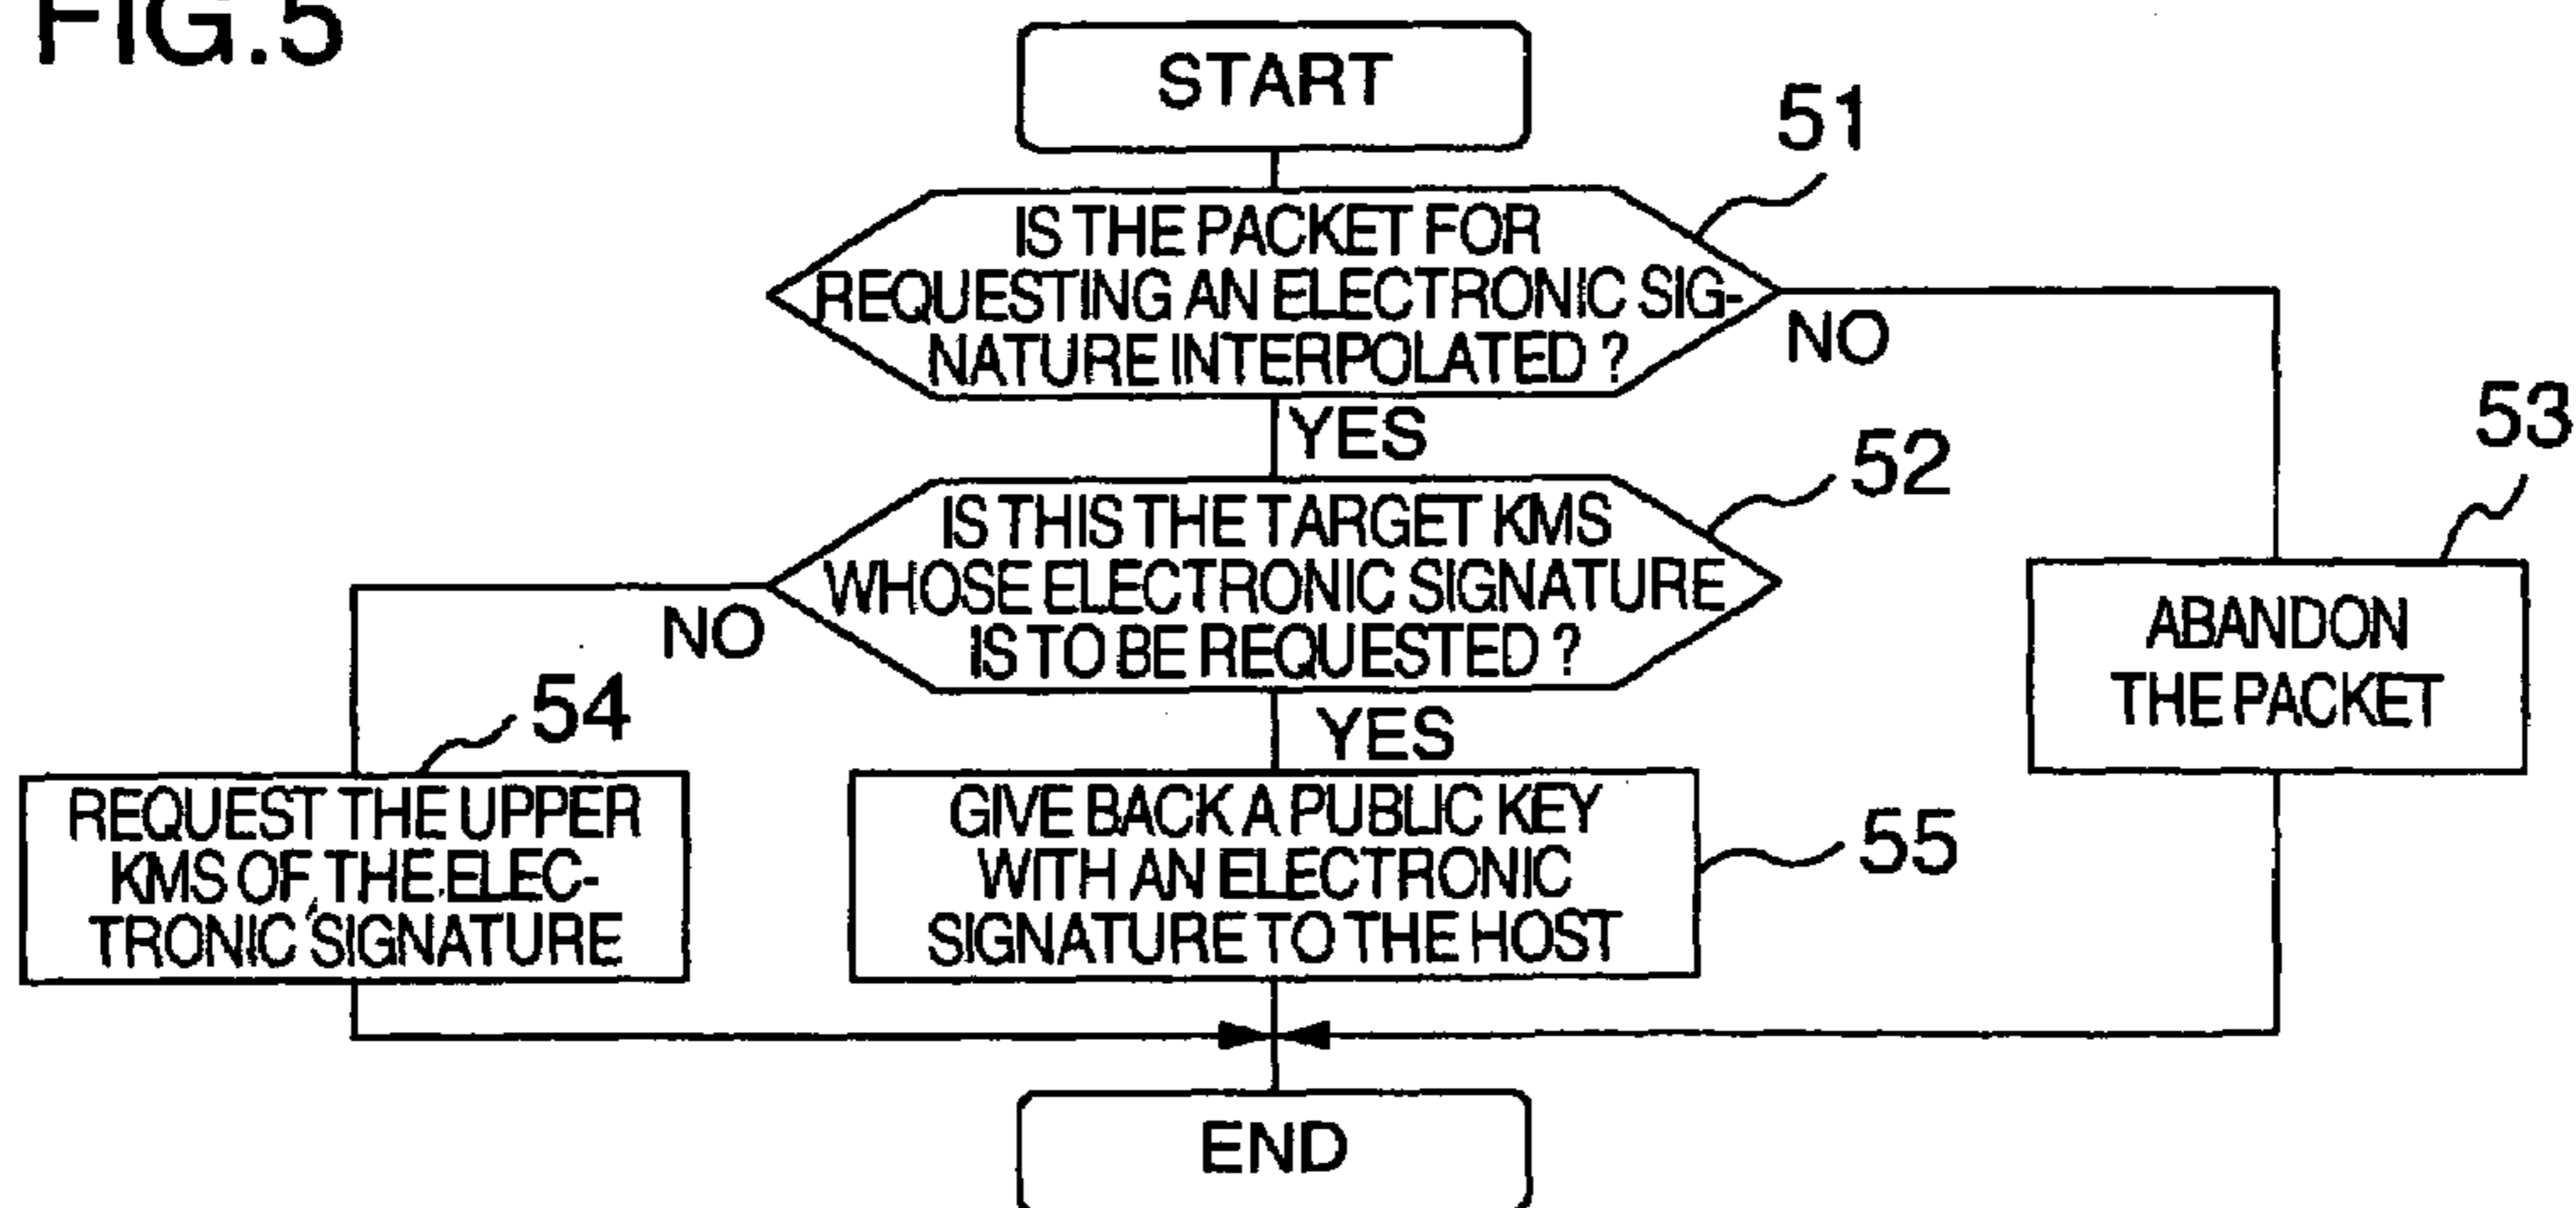 FIG.5
START
51
IS THE PACKET FOR
REQUESTING AN ELECTRONIC SIG-
NATURE INTERPOLATED ?
NO
YES
52
IS THIS THE TARGET KMS
WHOSE ELECTRONIC SIGNATURE
IS TO BE REQUESTED ?
NO
YES
53
ABANDON
THE PACKET
54
REQUEST THE UPPER
KMS OF THE ELEC-
TRONIC SIGNATURE
GIVE BACK A PUBLIC KEY
WITH AN ELECTRONIC
SIGNATURE TO THE HOST
55
END